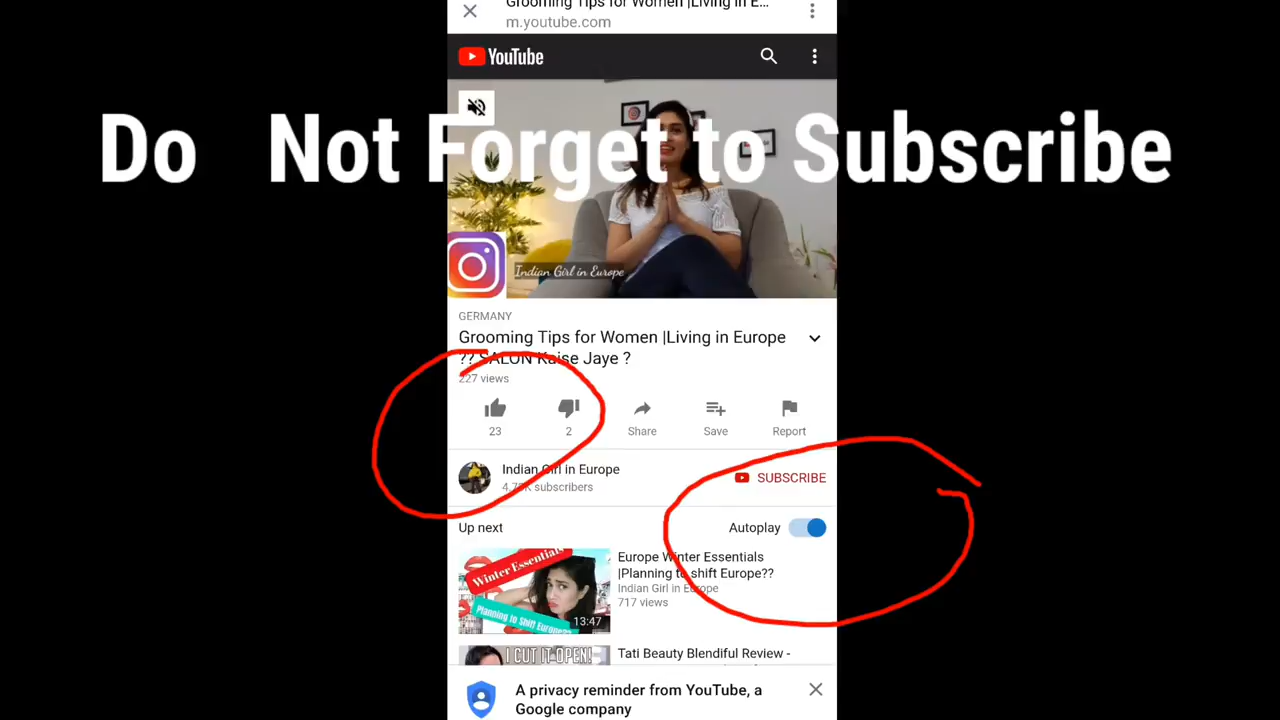 Grooming Tips for Women |Living in E...
m.youtube.com
YouTube
Do Not Forget to Subscribe
Indian Girl in Europe
GERMANY
Grooming Tips for Women |Living in Europe
?? SALON Kaise Jaye ?
227 views
23
2
Share
Save
Report
Indian Girl in Europe
SUBSCRIBE
subscribers
Up next
Autoplay
Winter Essentials
Planning to Shift Europe??
13:47
Europe Winter Essentials
|Planning to shift Europe??
Indian Girl in Europe
717 views
I CUT IT OPEN!
Tati Beauty Blendiful Review -
A privacy reminder from YouTube, a
Google company